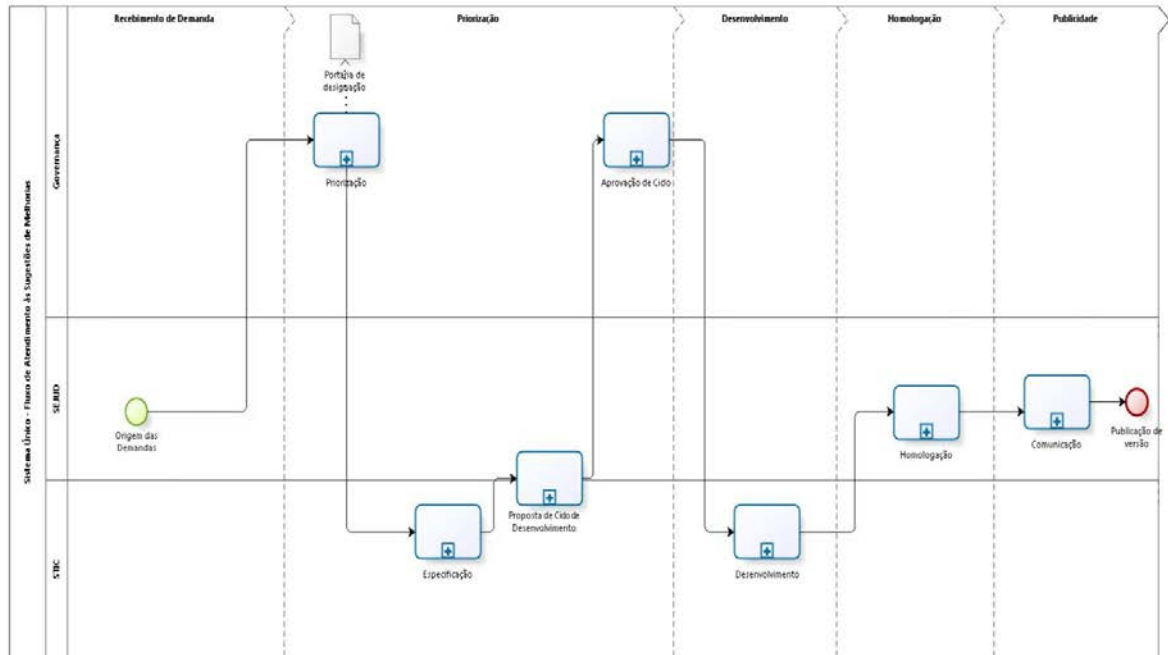 Recebimento de Demanda
Priorização
Desenvolvimento
Homologação
Publicidade
Sistema Único - Fluxo de Atendimento às Sugestões de Melhorias
Governança
Portaria de
designação
Priorização
Aprovação de Ciclo
SEJUD
Origem das
Demandas
Homologação
Comunicação
Publicação de
versão
STIC
Proposta de Ciclo de
Desenvolvimento
Especificação
Desenvolvimento